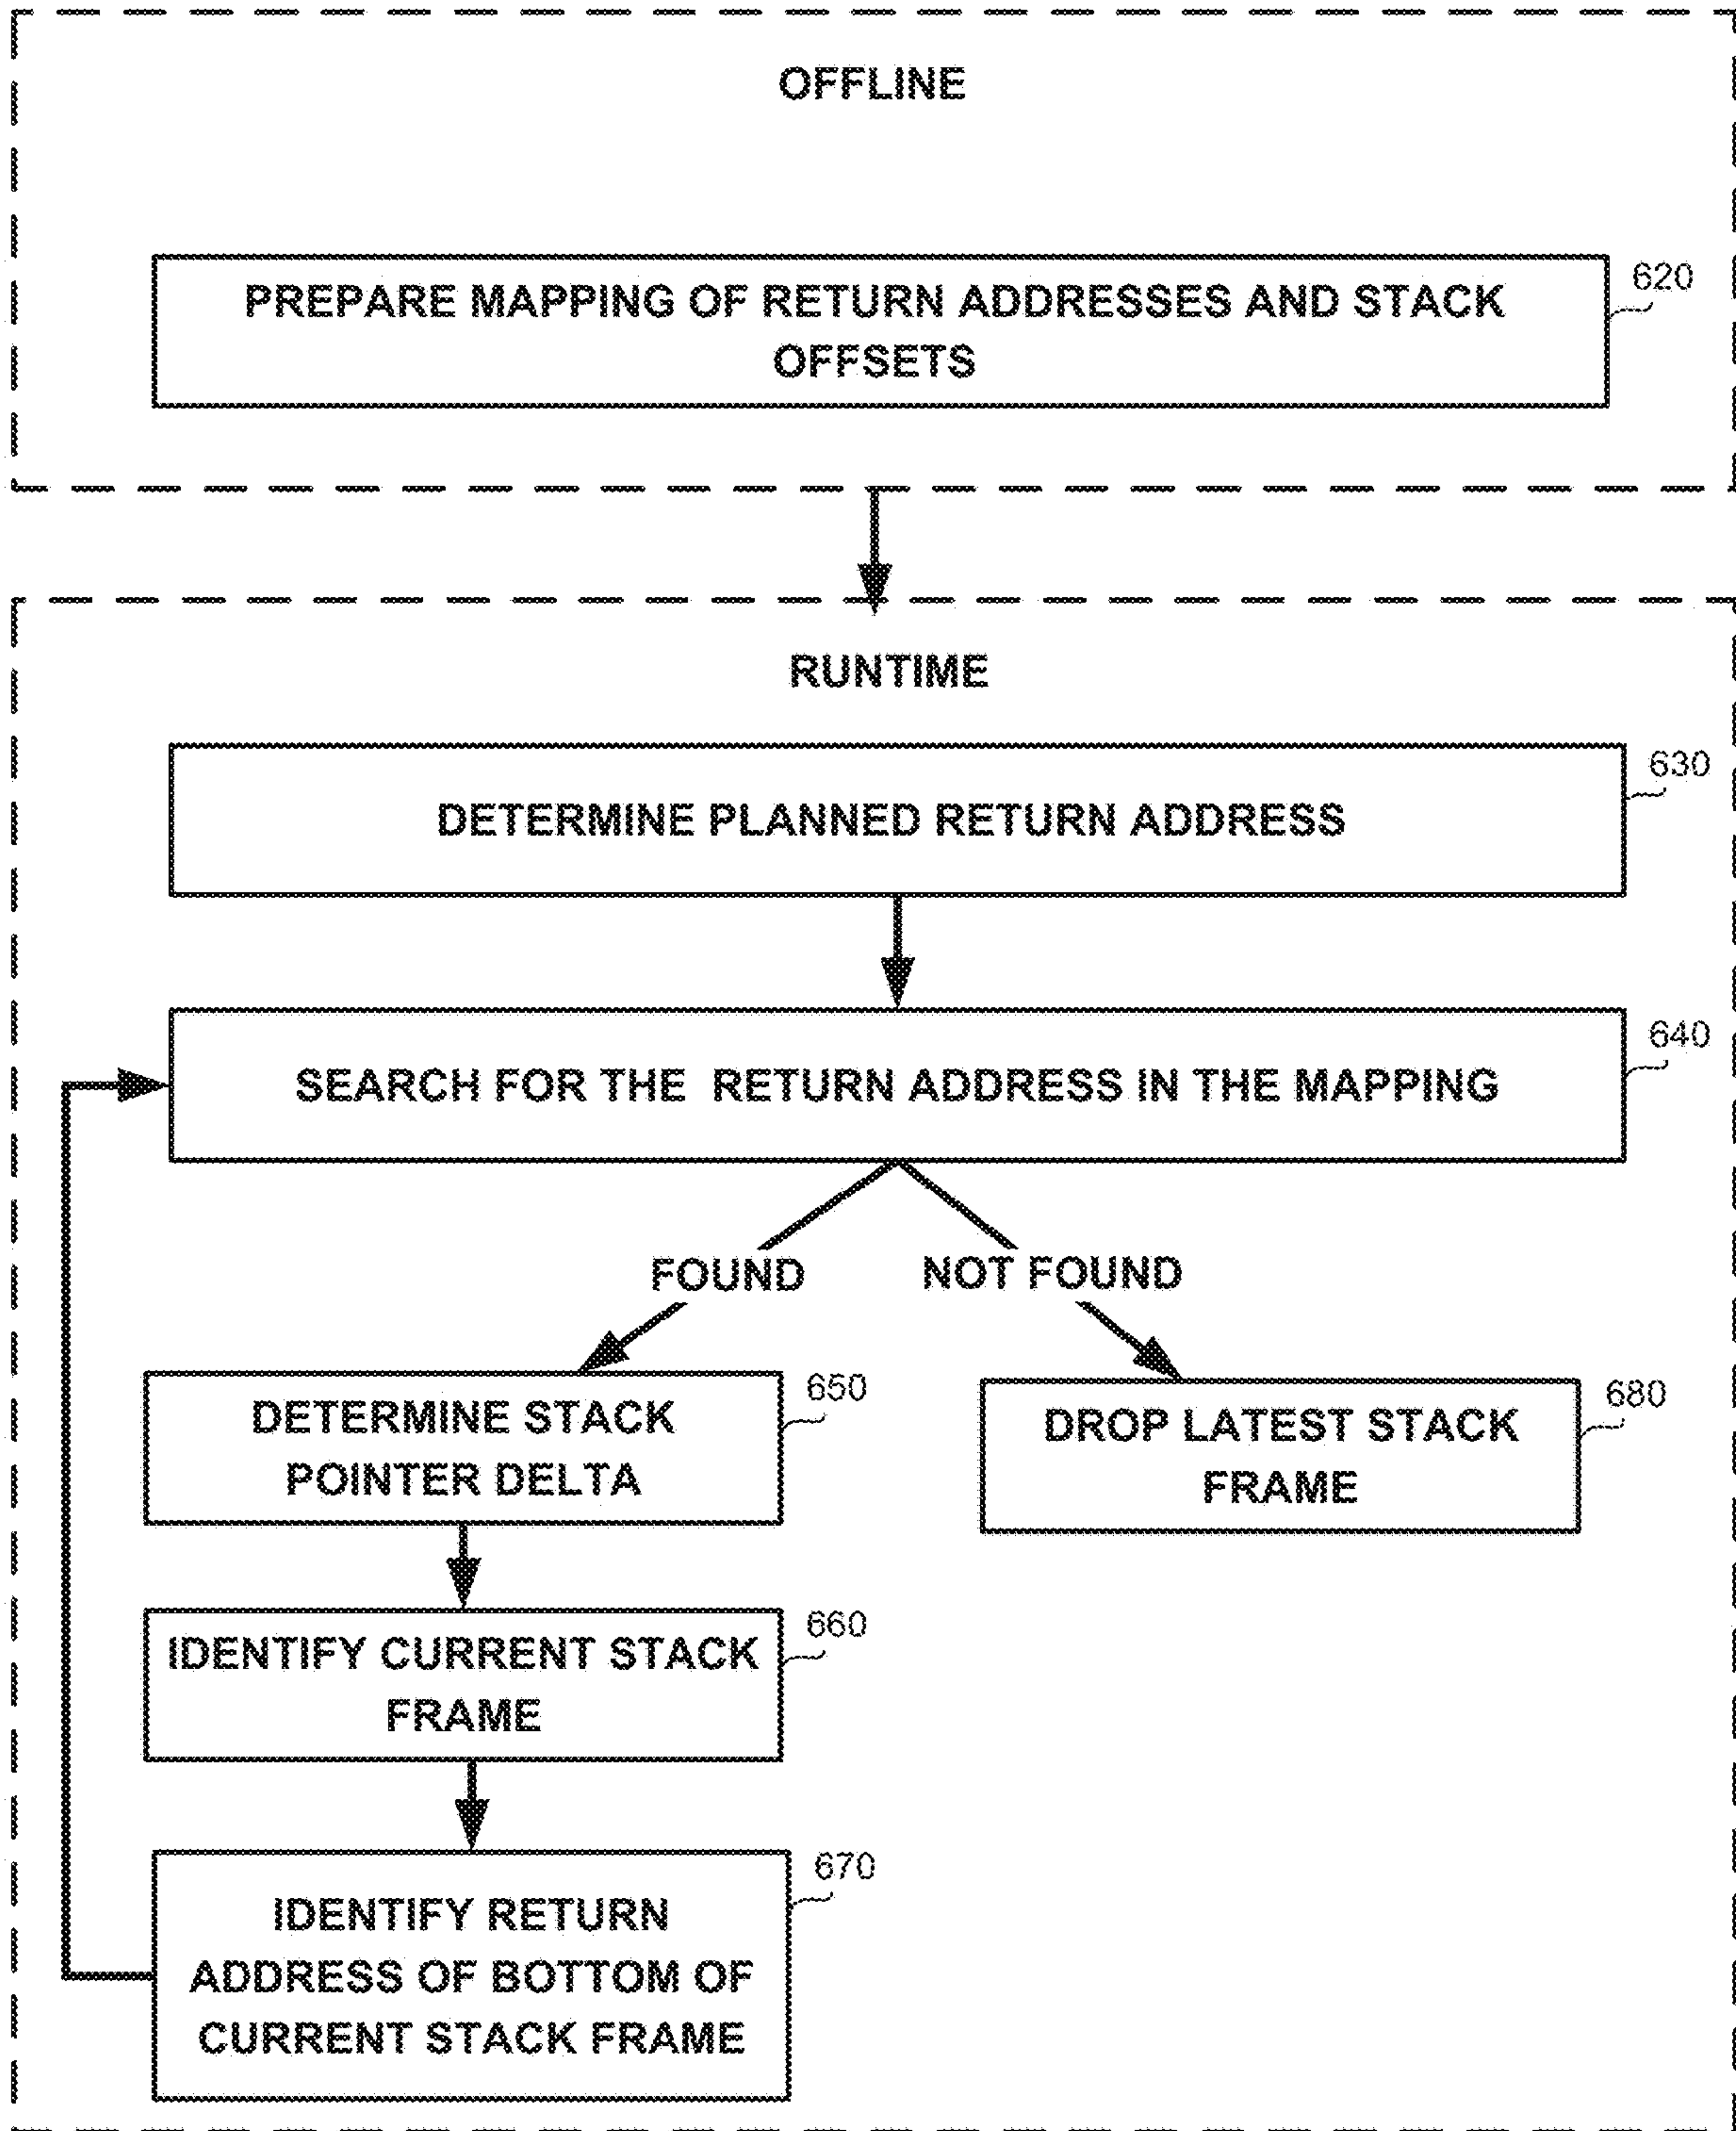 OFFLINE
620
PREPARE MAPPING OF RETURN ADDRESSES AND STACK
OFFSETS
RUNTIME
630
DETERMINE PLANNED RETURN ADDRESS
640
SEARCH FOR THE RETURN ADDRESS IN THE MAPPING
FOUND
NOT FOUND
650
DETERMINE STACK
POINTER DELTA
680
DROP LATEST STACK
FRAME
660
IDENTIFY CURRENT STACK
FRAME
670
IDENTIFY RETURN
ADDRESS OF BOTTOM OF
CURRENT STACK FRAME